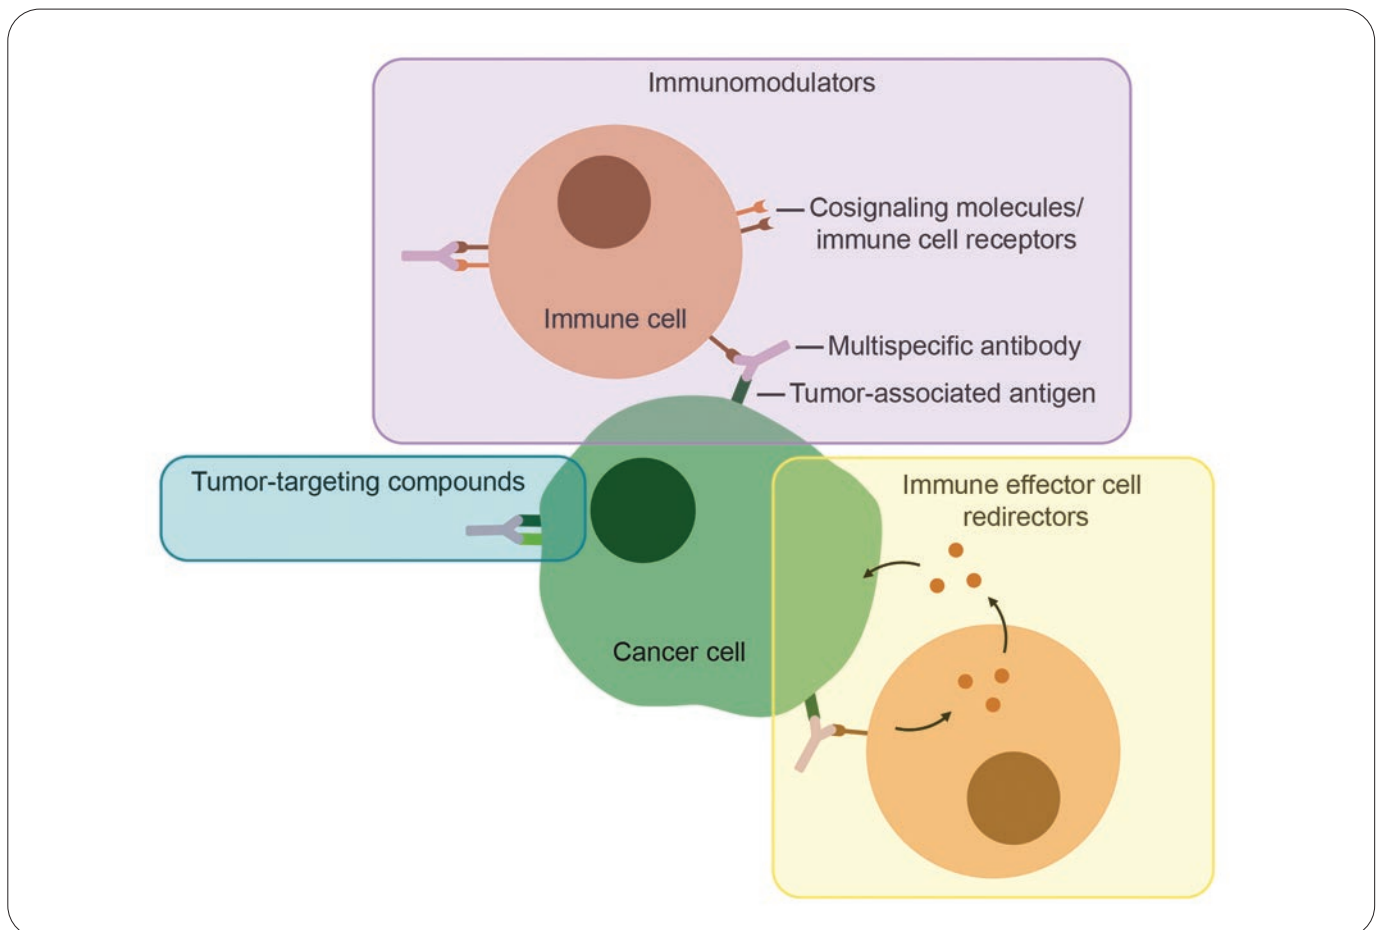 Immunomodulators
Cosignaling molecules/
immune cell receptors
Immune cell
Multispecific antibody
Tumor-associated antigen
Tumor-targeting compounds
Immune effector cell
redirectors
Cancer cell